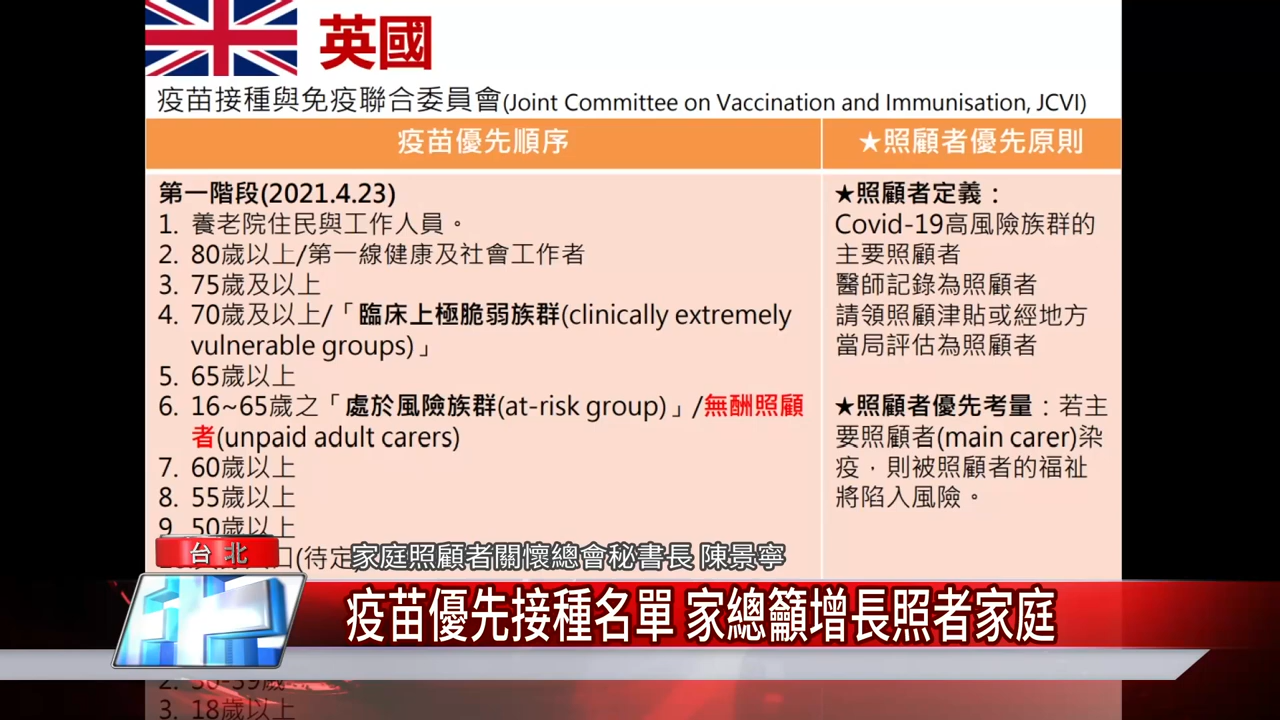 英國
疫苗接種與免疫聯合委員會(Joint Committee on Vaccination and Immunisation, JCVI)
疫苗優先順序
★照顧者優先原則
第一階段(2021.4.23)
1. 養老院住民與工作人員。
2. 80歲以上/第一線健康及社會工作者
3. 75歲及以上
4. 70歲及以上/「臨床上極脆弱族群(clinically extremely
vulnerable groups)」
5. 65歲以上
6. 16~65歲之「處於風險族群(at-risk group)」/無酬照顧
者(unpaid adult carers)
7. 60歲以上
8. 55歲以上
9. 50歲以上
口(待定
★照顧者定義：
Covid-19高風險族群的
主要照顧者
醫師記錄為照顧者
請領照顧津貼或經地方
當局評估為照顧者
★照顧者優先考量：若主
要照顧者(main carer)染
疫，則被照顧者的福祉
將陷入風險。
台北
家庭照顧者關懷總會秘書長 陳景寧
疫苗優先接種名單 家總籲增長照者家庭
2. 30-39歲
3. 18歲以上